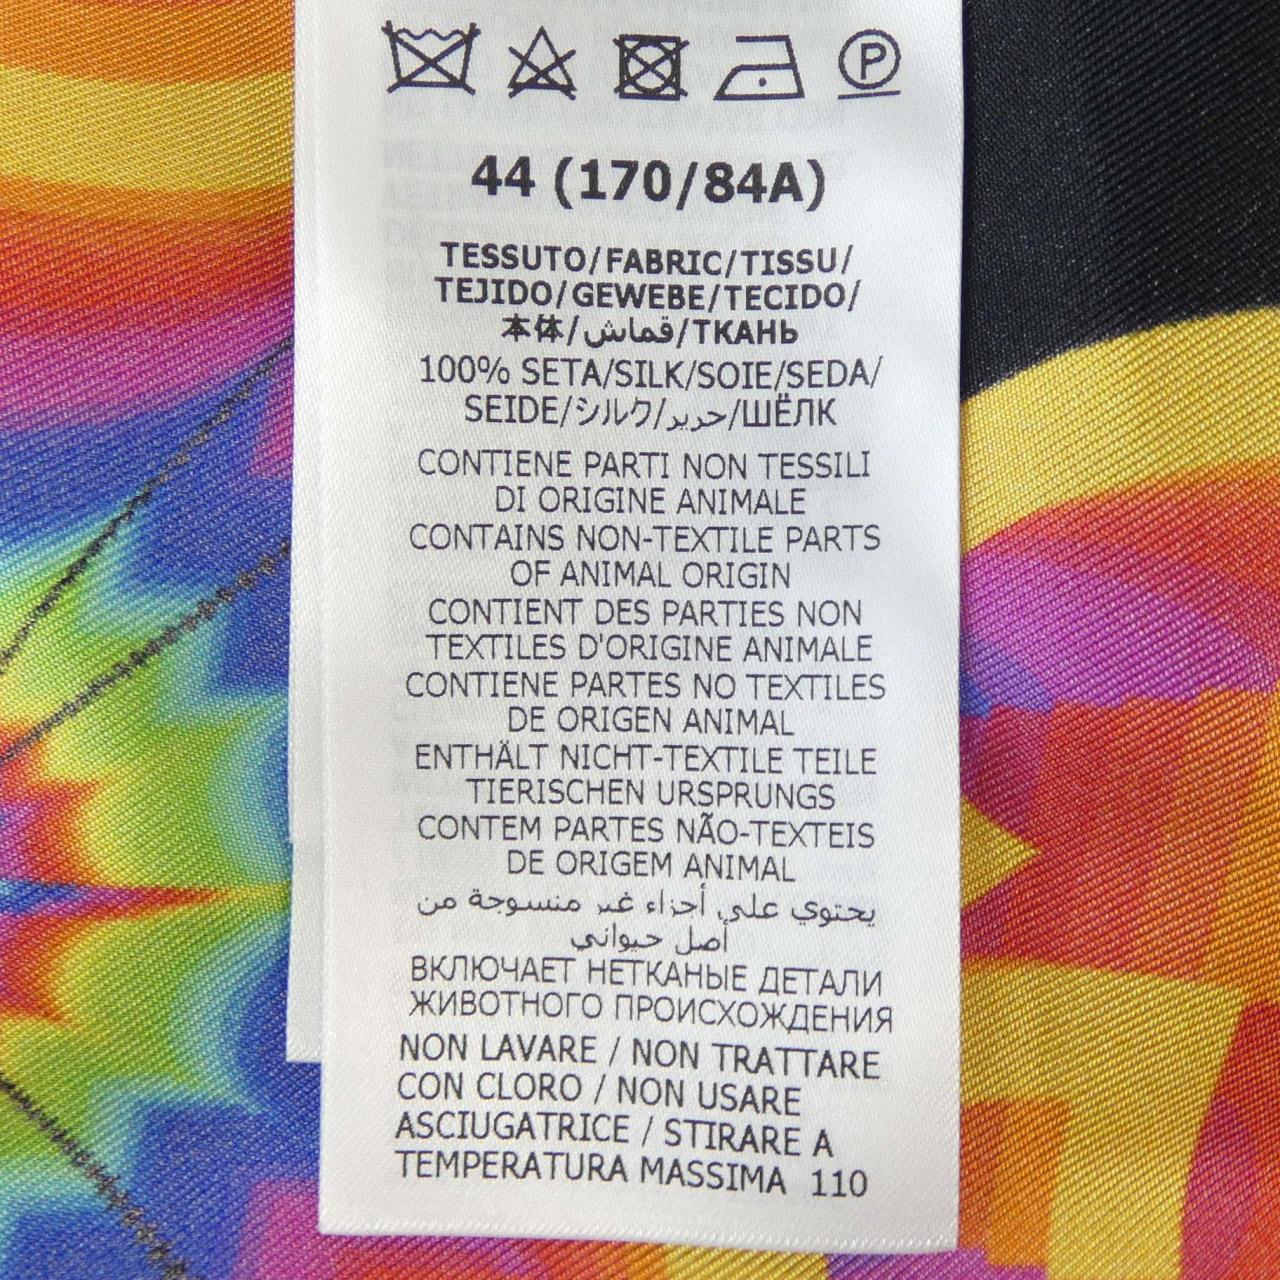 P
44 (170/84A)
TESSUTO/FABRIC/TISSU/
TEJIDO/GEWEBE/TECIDO/
本体/قماش/ТКАНЬ
100% SETA/SILK/SOIE/SEDA/
SEIDE/シルク/حرير/ШЁЛК
CONTIENE PARTI NON TESSILI
DI ORIGINE ANIMALE
CONTAINS NON-TEXTILE PARTS
OF ANIMAL ORIGIN
CONTIENT DES PARTIES NON
TEXTILES D'ORIGINE ANIMALE
CONTIENE PARTES NO TEXTILES
DE ORIGEN ANIMAL
ENTHÄLT NICHT-TEXTILE TEILE
TIERISCHEN URSPRUNGS
CONTEM PARTES NÃO-TEXTEIS
DE ORIGEM ANIMAL
يحتوي على أجزاء غير منسوجة من
أصل حيواني
ВКЛЮЧАЕТ НЕТКАНЫЕ ДЕТАЛИ
ЖИВОТНОГО ПРОИСХОЖДЕНИЯ
NON LAVARE / NON TRATTARE
CON CLORO / NON USARE
ASCIUGATRICE / STIRARE A
TEMPERATURA MASSIMA 110